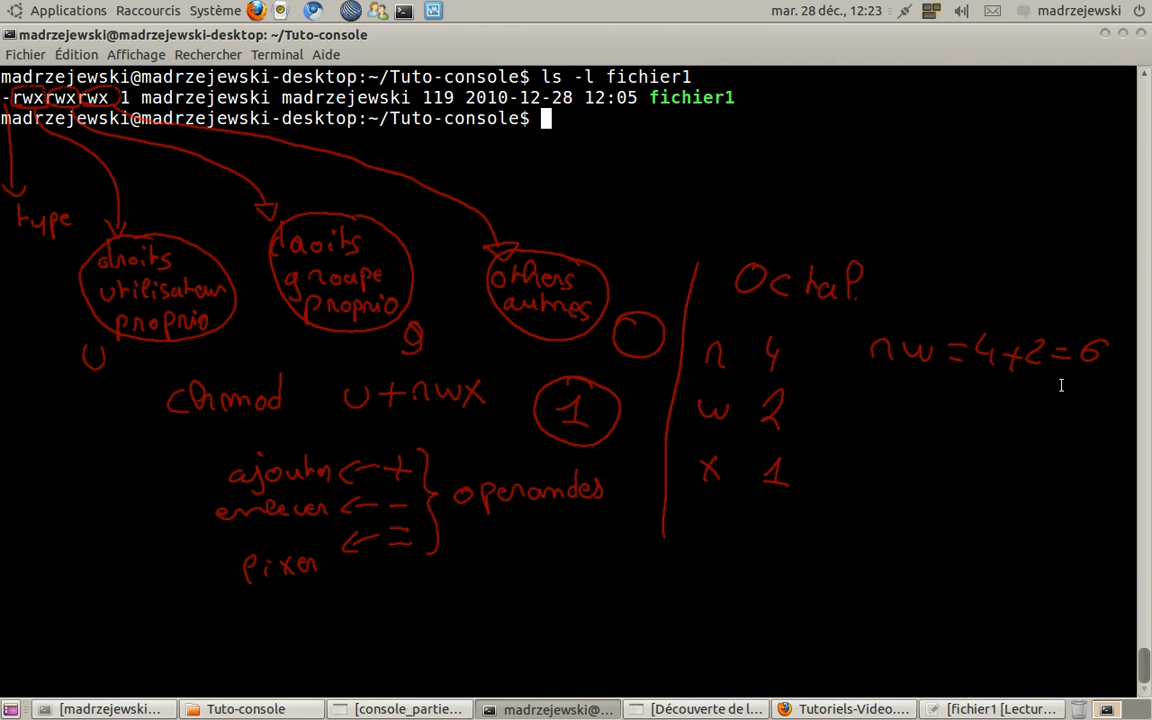 Applications Raccourcis Système mar. 28 déc., 12:23 madrzejewski
madrzejewski@madrzejewski-desktop: ~/Tuto-console
Fichier Édition Affichage Rechercher Terminal Aide
madrzejewski@madrzejewski-desktop:~/Tuto-console$ ls -l fichier1
-rwxrwxrwx 1 madrzejewski madrzejewski 119 2010-12-28 12:05 fichier1
madrzejewski@madrzejewski-desktop:~/Tuto-console$
type
droits
utilisateur
proprio
u
droits
groupe
proprio
g
others
autres
o
chmod u+rwx 1
ajouter ← +
enlever ← -
fixer ← =
operandes
Octal
r 4 rw = 4+2=6
w 2
x 1
[madrzejewski... Tuto-console [console_partie... madrzejewski@... [Découverte de l... Tutoriels-Video.... [fichier1 [Lectur...